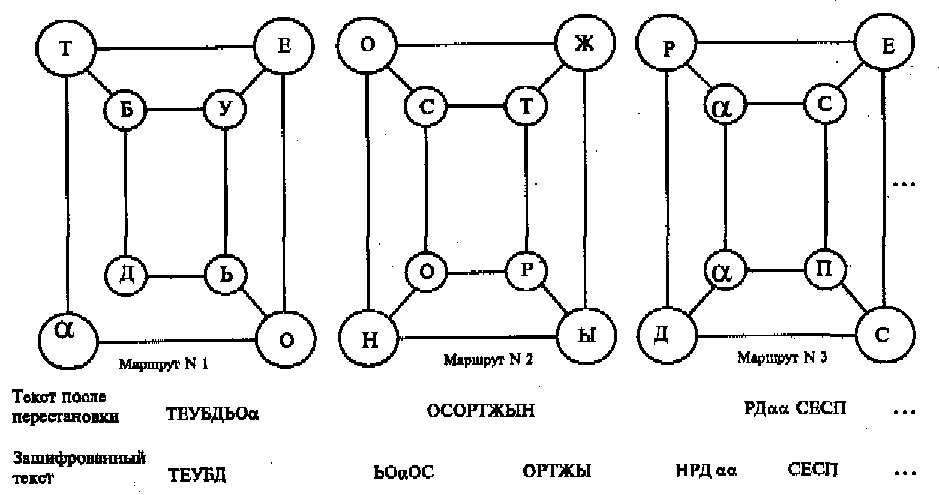 Т Е О Ж Р Е
Б У С Т α С
...
Д Ь О Р α П
α О Н Ы Д С
Маршрут N 1 Маршрут N 2 Маршрут N 3
Текст после
перестановки ТЕУБДЬОα ОСОРТЖЫН РДαα СЕСП ...
Зашифрованный
текст ТЕУБД ЬОαОС ОРТЖЫ НРД αα СЕСП ...